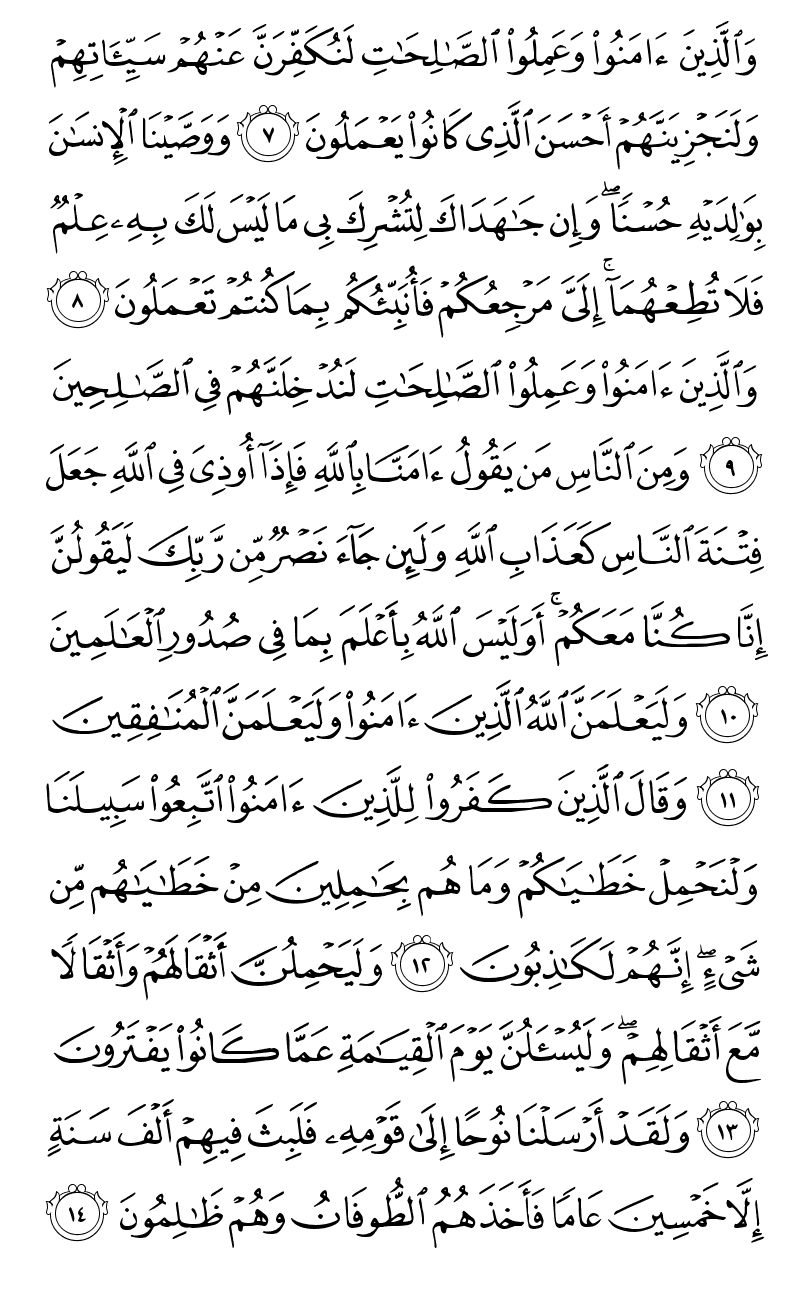 وَٱلَّذِينَ ءَامَنُوا۟ وَعَمِلُوا۟ ٱلصَّٰلِحَٰتِ لَنُكَفِّرَنَّ عَنْهُمْ سَيِّـَٔاتِهِمْ
وَلَنَجْزِيَنَّهُمْ أَحْسَنَ ٱلَّذِى كَانُوا۟ يَعْمَلُونَ ٧ وَوَصَّيْنَا ٱلْإِنسَٰنَ
بِوَٰلِدَيْهِ حُسْنًا ۖ وَإِن جَٰهَدَاكَ لِتُشْرِكَ بِى مَا لَيْسَ لَكَ بِهِۦ عِلْمٌ
فَلَا تُطِعْهُمَآ ۚ إِلَىَّ مَرْجِعُكُمْ فَأُنَبِّئُكُم بِمَا كُنتُمْ تَعْمَلُونَ ٨
وَٱلَّذِينَ ءَامَنُوا۟ وَعَمِلُوا۟ ٱلصَّٰلِحَٰتِ لَنُدْخِلَنَّهُمْ فِى ٱلصَّٰلِحِينَ
٩ وَمِنَ ٱلنَّاسِ مَن يَقُولُ ءَامَنَّا بِٱللَّهِ فَإِذَآ أُوذِىَ فِى ٱللَّهِ جَعَلَ
فِتْنَةَ ٱلنَّاسِ كَعَذَابِ ٱللَّهِ وَلَئِن جَآءَ نَصْرٌ مِّن رَّبِّكَ لَيَقُولُنَّ
إِنَّا كُنَّا مَعَكُمْ ۚ أَوَلَيْسَ ٱللَّهُ بِأَعْلَمَ بِمَا فِى صُدُورِ ٱلْعَٰلَمِينَ
١٠ وَلَيَعْلَمَنَّ ٱللَّهُ ٱلَّذِينَ ءَامَنُوا۟ وَلَيَعْلَمَنَّ ٱلْمُنَٰفِقِينَ
١١ وَقَالَ ٱلَّذِينَ كَفَرُوا۟ لِلَّذِينَ ءَامَنُوا۟ ٱتَّبِعُوا۟ سَبِيلَنَا
وَلْنَحْمِلْ خَطَٰيَٰكُمْ وَمَا هُم بِحَٰمِلِينَ مِنْ خَطَٰيَٰهُم مِّن
شَىْءٍ ۖ إِنَّهُمْ لَكَٰذِبُونَ ١٢ وَلَيَحْمِلُنَّ أَثْقَالَهُمْ وَأَثْقَالًا
مَّعَ أَثْقَالِهِمْ ۖ وَلَيُسْـَٔلُنَّ يَوْمَ ٱلْقِيَٰمَةِ عَمَّا كَانُوا۟ يَفْتَرُونَ
١٣ وَلَقَدْ أَرْسَلْنَا نُوحًا إِلَىٰ قَوْمِهِۦ فَلَبِثَ فِيهِمْ أَلْفَ سَنَةٍ
إِلَّا خَمْسِينَ عَامًا فَأَخَذَهُمُ ٱلطُّوفَانُ وَهُمْ ظَٰلِمُونَ ١٤